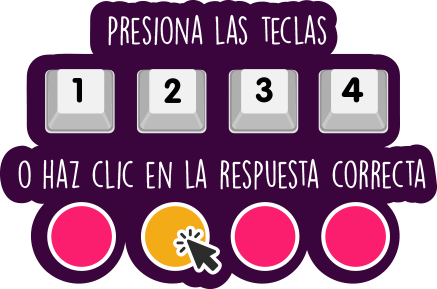 PRESIONA LAS TECLAS
1 2 3 4
O HAZ CLIC EN LA RESPUESTA CORRECTA